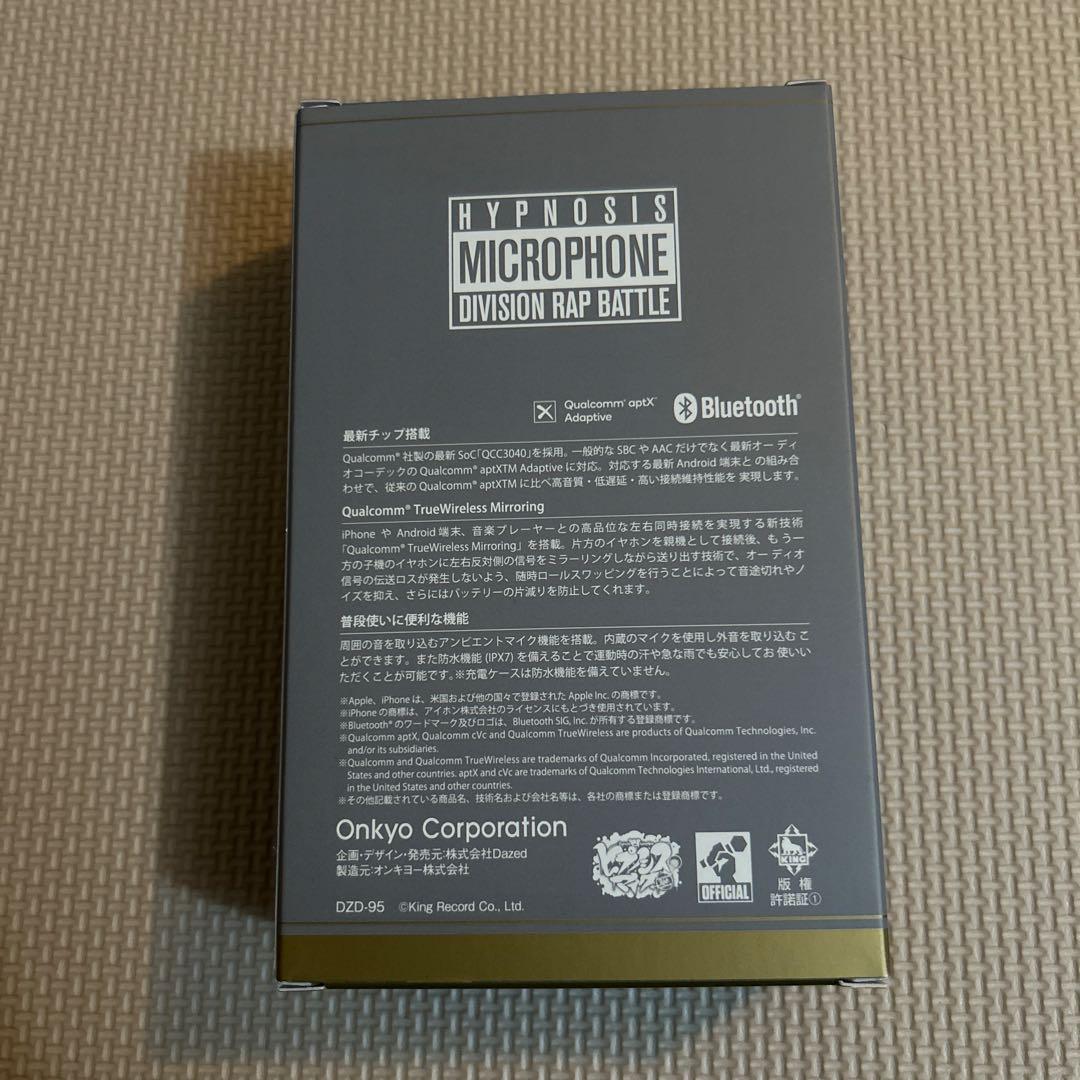 HYPNOSIS
MICROPHONE
DIVISION RAP BATTLE
Qualcomm® aptX™
Adaptive
Bluetooth®
最新チップ搭載
Qualcomm® 社製の最新 SoC「QCC3040」を採用。一般的な SBC や AAC だけでなく最新オー ディ
オコーデックの Qualcomm® aptXTM Adaptive に対応。対応する最新 Android 端末と の組み合
わせで、従来の Qualcomm® aptXTM に比べ高音質・低遅延・高い接続維持性能を 実現します。
Qualcomm® TrueWireless Mirroring
iPhone や Android 端末、音楽プレーヤーとの高品位な左右同時接続を実現する新技術
「Qualcomm® TrueWireless Mirroring」を搭載。片方のイヤホンを親機として接続後、も う一
方の子機のイヤホンに左右反対側の信号をミラーリングしながら送り出す技術で、オー ディオ
信号の伝送ロスが発生しないよう、随時ロールスワッピングを行うことによって音途切れやノ
イズを抑え、さらにはバッテリーの片減りを防止してくれます。
普段使いに便利な機能
周囲の音を取り込むアンビエントマイク機能を搭載。内蔵のマイクを使用し外音を取り込む こ
とができます。また防水機能 (IPX7) を備えることで運動時の汗や急な雨でも安心してお 使いい
ただくことが可能です。※充電ケースは防水機能を備えていません。
※Apple、iPhone は、米国および他の国々で登録された Apple Inc. の商標です。
※iPhone の商標は、アイホン株式会社のライセンスにもとづき使用されています。
※Bluetooth® のワードマーク及びロゴは、Bluetooth SIG, Inc. が所有する登録商標です。
※Qualcomm aptX, Qualcomm cVc and Qualcomm TrueWireless are products of Qualcomm Technologies, Inc.
and/or its subsidiaries.
※Qualcomm and Qualcomm TrueWireless are trademarks of Qualcomm Incorporated, registered in the United
States and other countries. aptX and cVc are trademarks of Qualcomm Technologies International, Ltd., registered
in the United States and other countries.
※その他記載されている商品名、技術名および会社名等は、各社の商標または登録商標です。
Onkyo Corporation
企画・デザイン・発売元:株式会社Dazed
製造元:オンキヨー株式会社
DZD-95 ©King Record Co., Ltd.
ヒプノシスマイク
OFFICIAL
KING
版 権
許諾証①